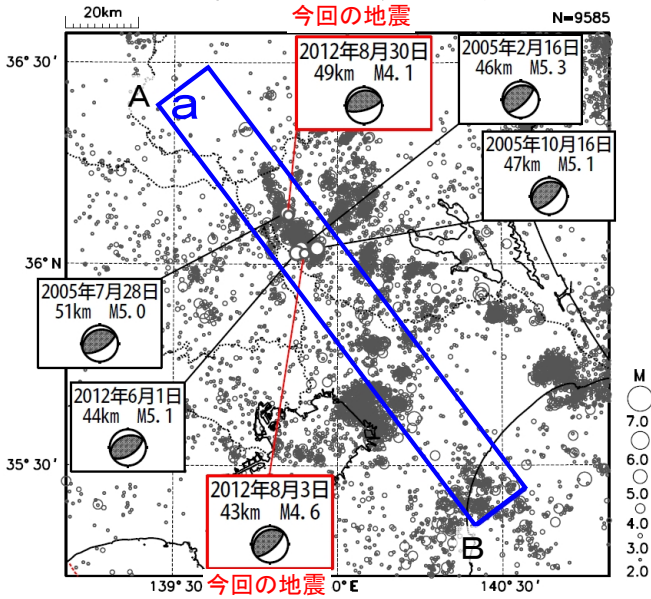 20km
今回の地震
N=9585
36°30'
2012年8月30日
49km M4.1
2005年2月16日
46km M5.3
A
a
2005年10月16日
47km M5.1
36°N
2005年7月28日
51km M5.0
2012年6月1日
44km M5.1
M
7.0
6.0
5.0
4.0
3.0
2.0
35°30'
2012年8月3日
43km M4.6
B
139°30'
0°E
140°30'
今回の地震